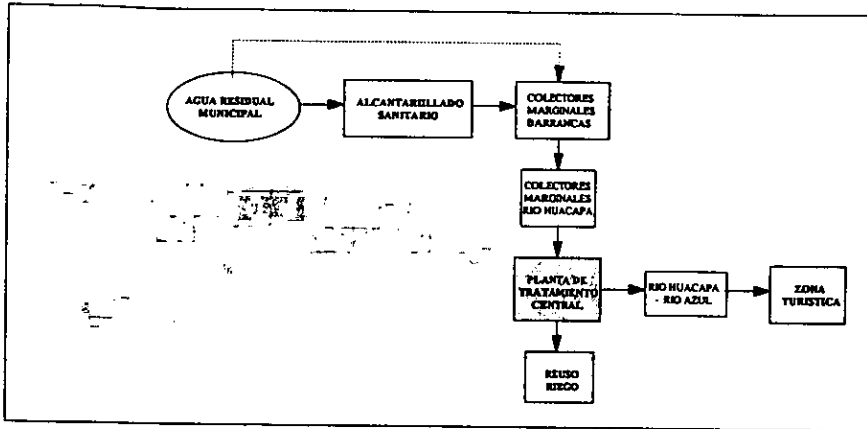 AGUA RESIDUAL
MUNICIPAL
ALCANTARILLADO
SANITARIO
COLECTORES
MARGINALES
BARRANCAS
COLECTORES
MARGINALES
RIO HUACAPA
PLANTA DE
TRATAMIENTO
CENTRAL
RIO HUACAPA
- RIO AZUL
ZONA
TURISTICA
REUSO
RIEGO